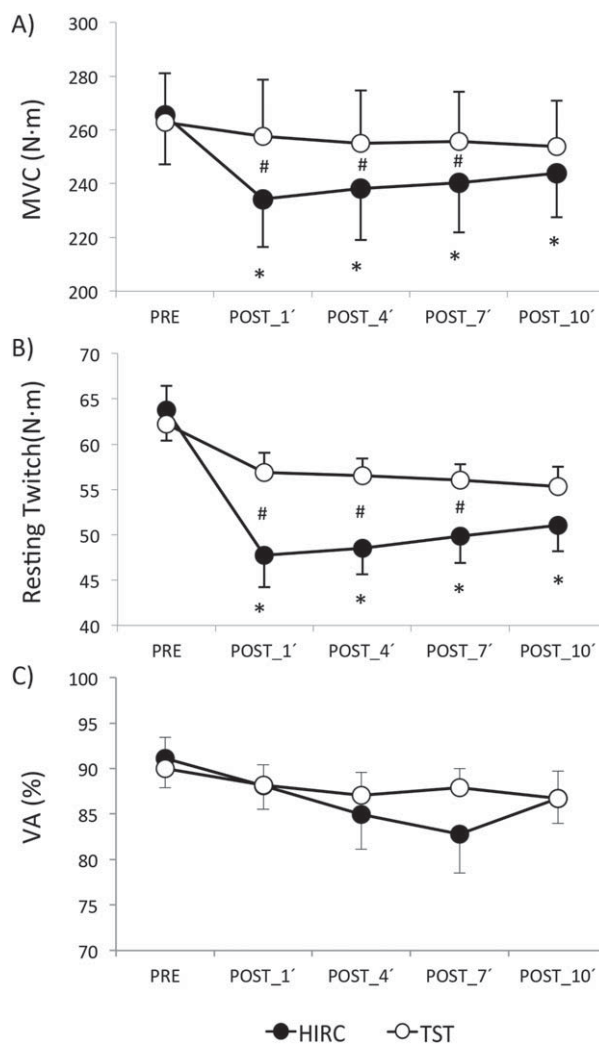 A)
300
280
260
240
220
200
MVC (N·m)
# # #
* * * *
PRE POST_1´ POST_4´ POST_7´ POST_10´
B)
70
65
60
55
50
45
40
Resting Twitch(N·m)
# # #
* * * *
PRE POST_1´ POST_4´ POST_7´ POST_10´
C)
100
95
90
85
80
75
70
VA (%)
PRE POST_1´ POST_4´ POST_7´ POST_10´
HIRC TST